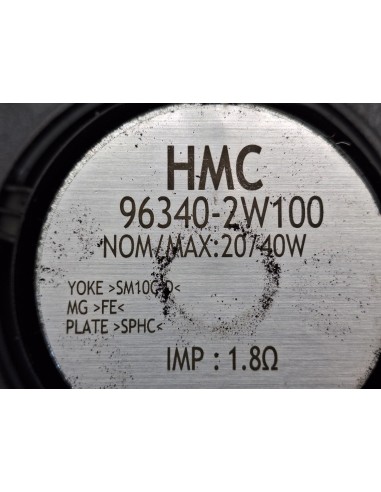 HMC
96340-2W100
NOM/MAX:20/40W
YOKE >SM10C-D<
MG >FE<
PLATE >SPHC<
IMP : 1.8Ω